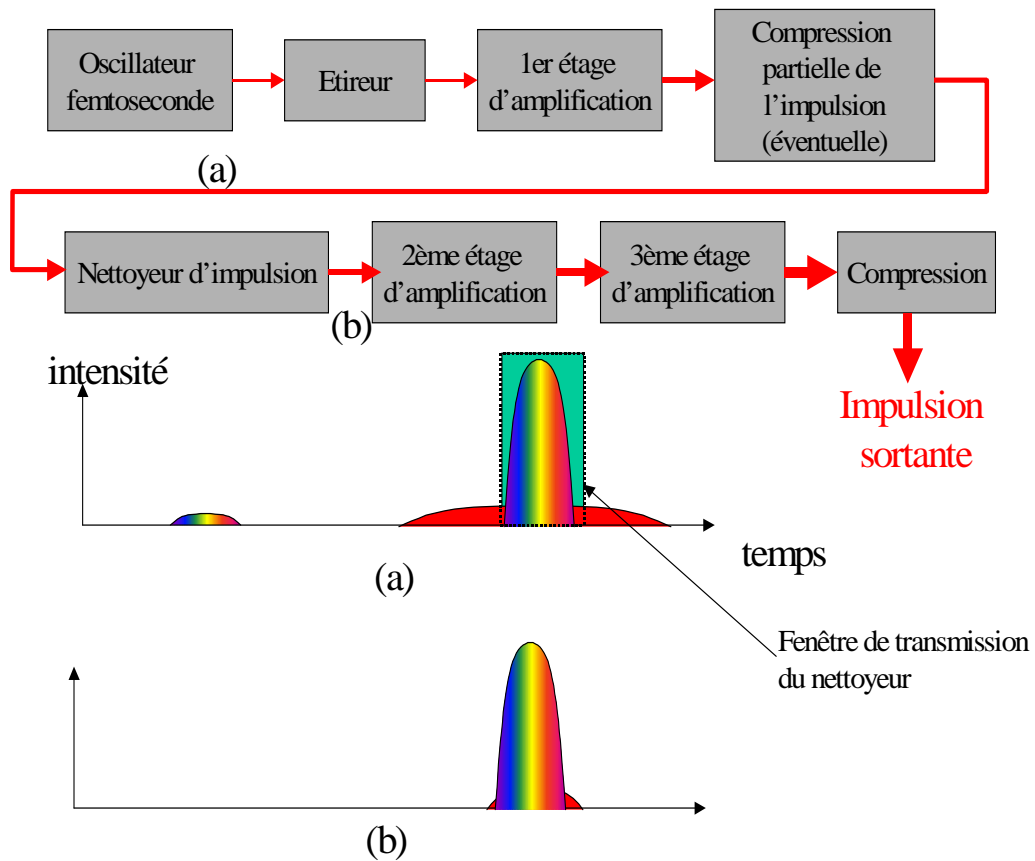 Oscillateur
femtoseconde
Etireur
1er étage
d’amplification
Compression
partielle de
l’impulsion
(éventuelle)
(a)
Nettoyeur d’impulsion
2ème étage
d’amplification
3ème étage
d’amplification
Compression
(b)
intensité
Impulsion
sortante
temps
(a)
Fenêtre de transmission
du nettoyeur
(b)